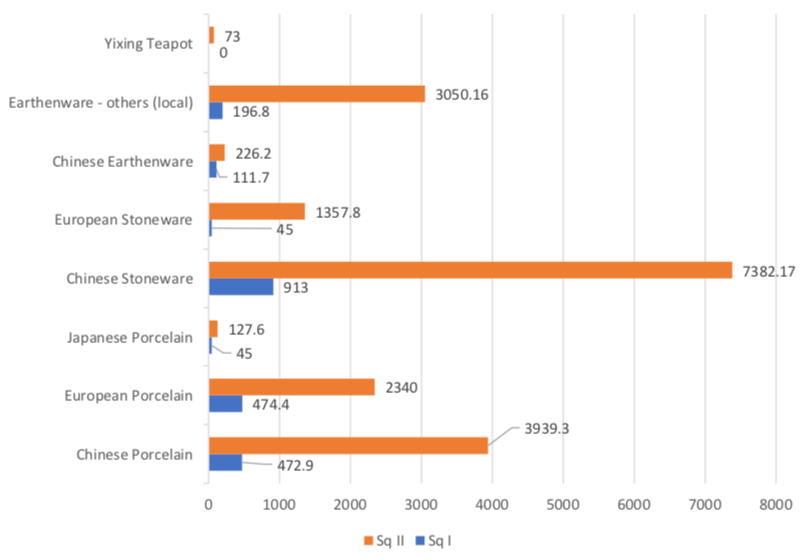 Yixing Teapot
73
0
Earthenware - others (local)
3050.16
196.8
Chinese Earthenware
226.2
111.7
European Stoneware
1357.8
45
Chinese Stoneware
7382.17
913
Japanese Porcelain
127.6
45
European Porcelain
2340
474.4
Chinese Porcelain
3939.3
472.9
0 1000 2000 3000 4000 5000 6000 7000 8000
Sq II Sq I